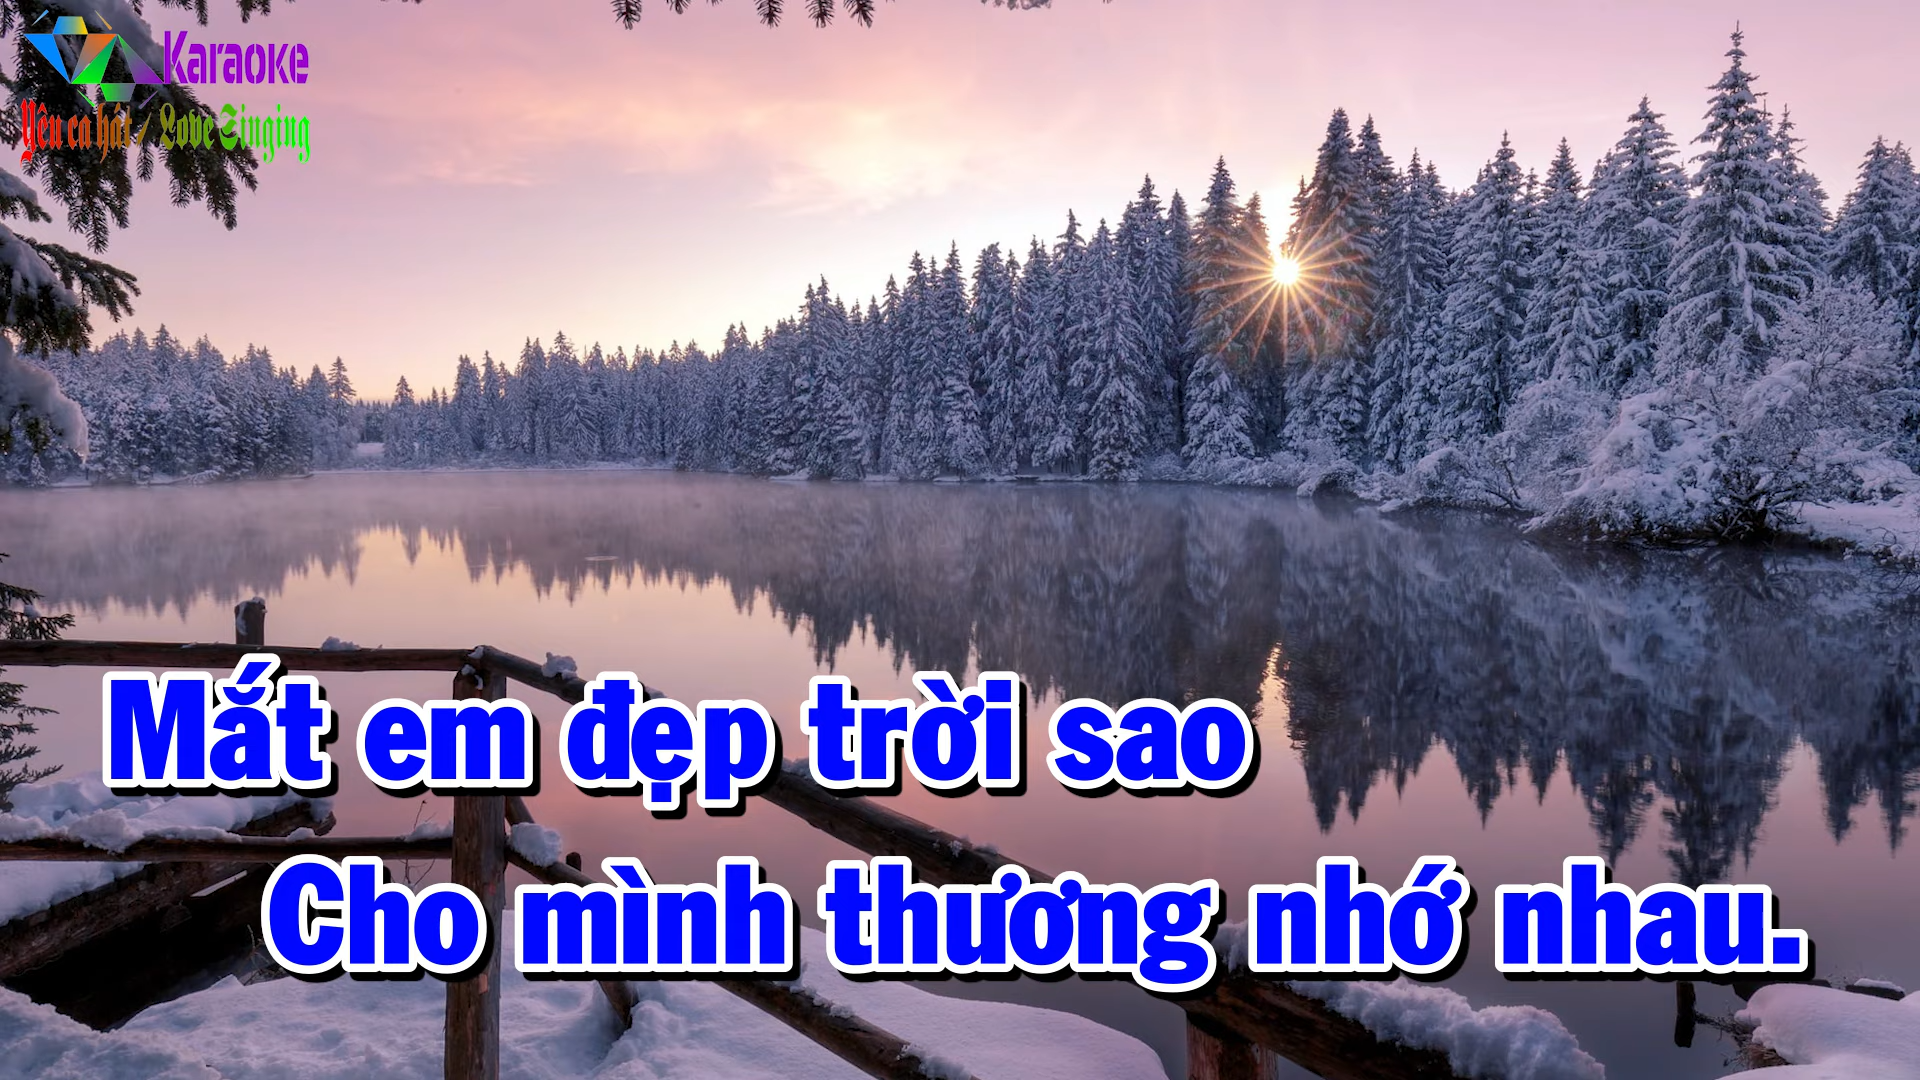 Karaoke
Yêu ca hát / Love Singing
Mắt em đẹp trời sao
Cho mình thương nhớ nhau.